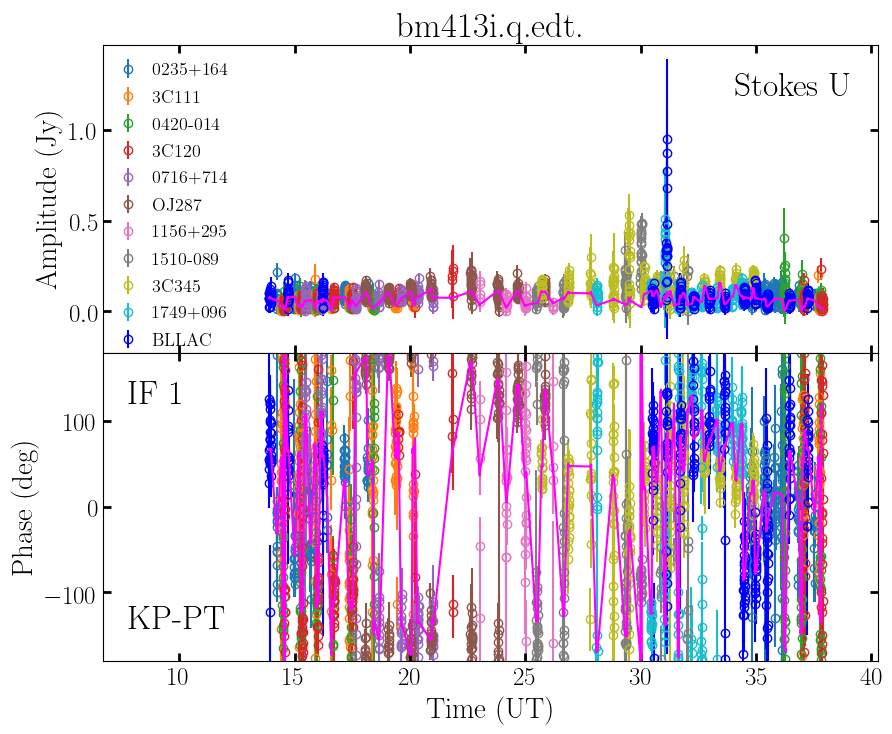 bm413i.q.edt.
Stokes U
0235+164
3C111
0420-014
3C120
0716+714
OJ287
1156+295
1510-089
3C345
1749+096
BLLAC
Amplitude (Jy)
1.0
0.5
0.0
IF 1
KP-PT
Phase (deg)
100
0
−100
10 15 20 25 30 35 40
Time (UT)